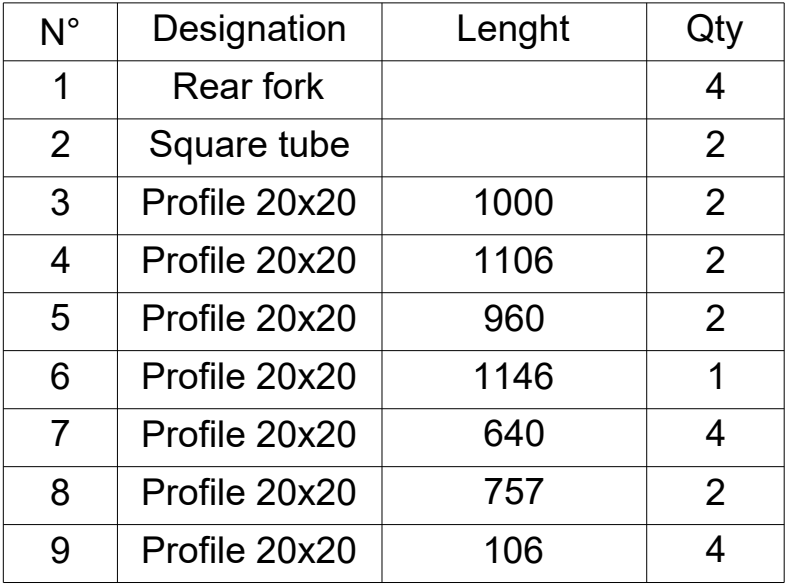 N° Designation Lenght Qty
1 Rear fork 4
2 Square tube 2
3 Profile 20x20 1000 2
4 Profile 20x20 1106 2
5 Profile 20x20 960 2
6 Profile 20x20 1146 1
7 Profile 20x20 640 4
8 Profile 20x20 757 2
9 Profile 20x20 106 4